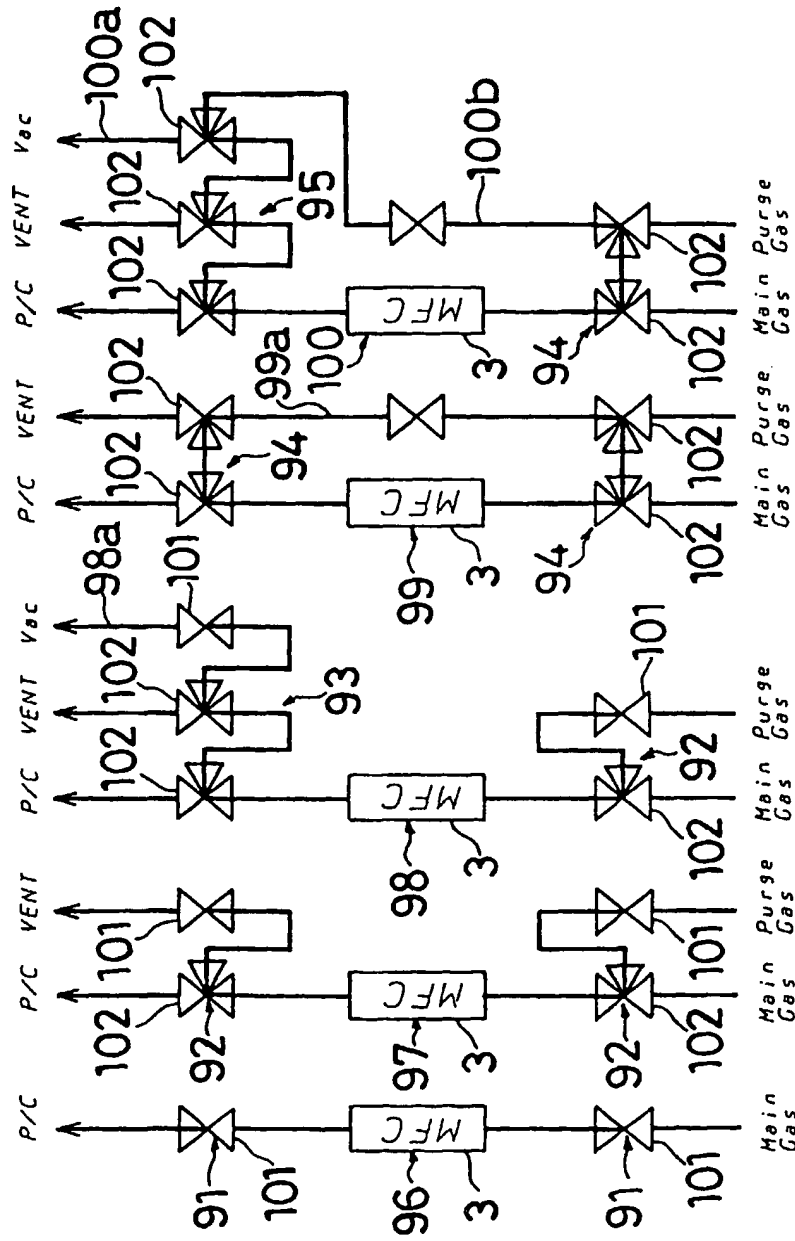 P/C
91
101
MFC
96
3
91
101
Main
Gas
P/C VENT
102
101
92
MFC
97
3
92
102
101
Main Purge
Gas Gas
P/C VENT Vac
98a
102
102
101
93
MFC
98
3
101
92
102
Main Purge
Gas Gas
P/C VENT
102
102
94
99a
MFC
99
3
94
102
102
Main Purge
Gas Gas
P/C VENT Vac
100a
102
102
102
95
MFC
100
3
100b
94
102
102
Main Purge
Gas Gas